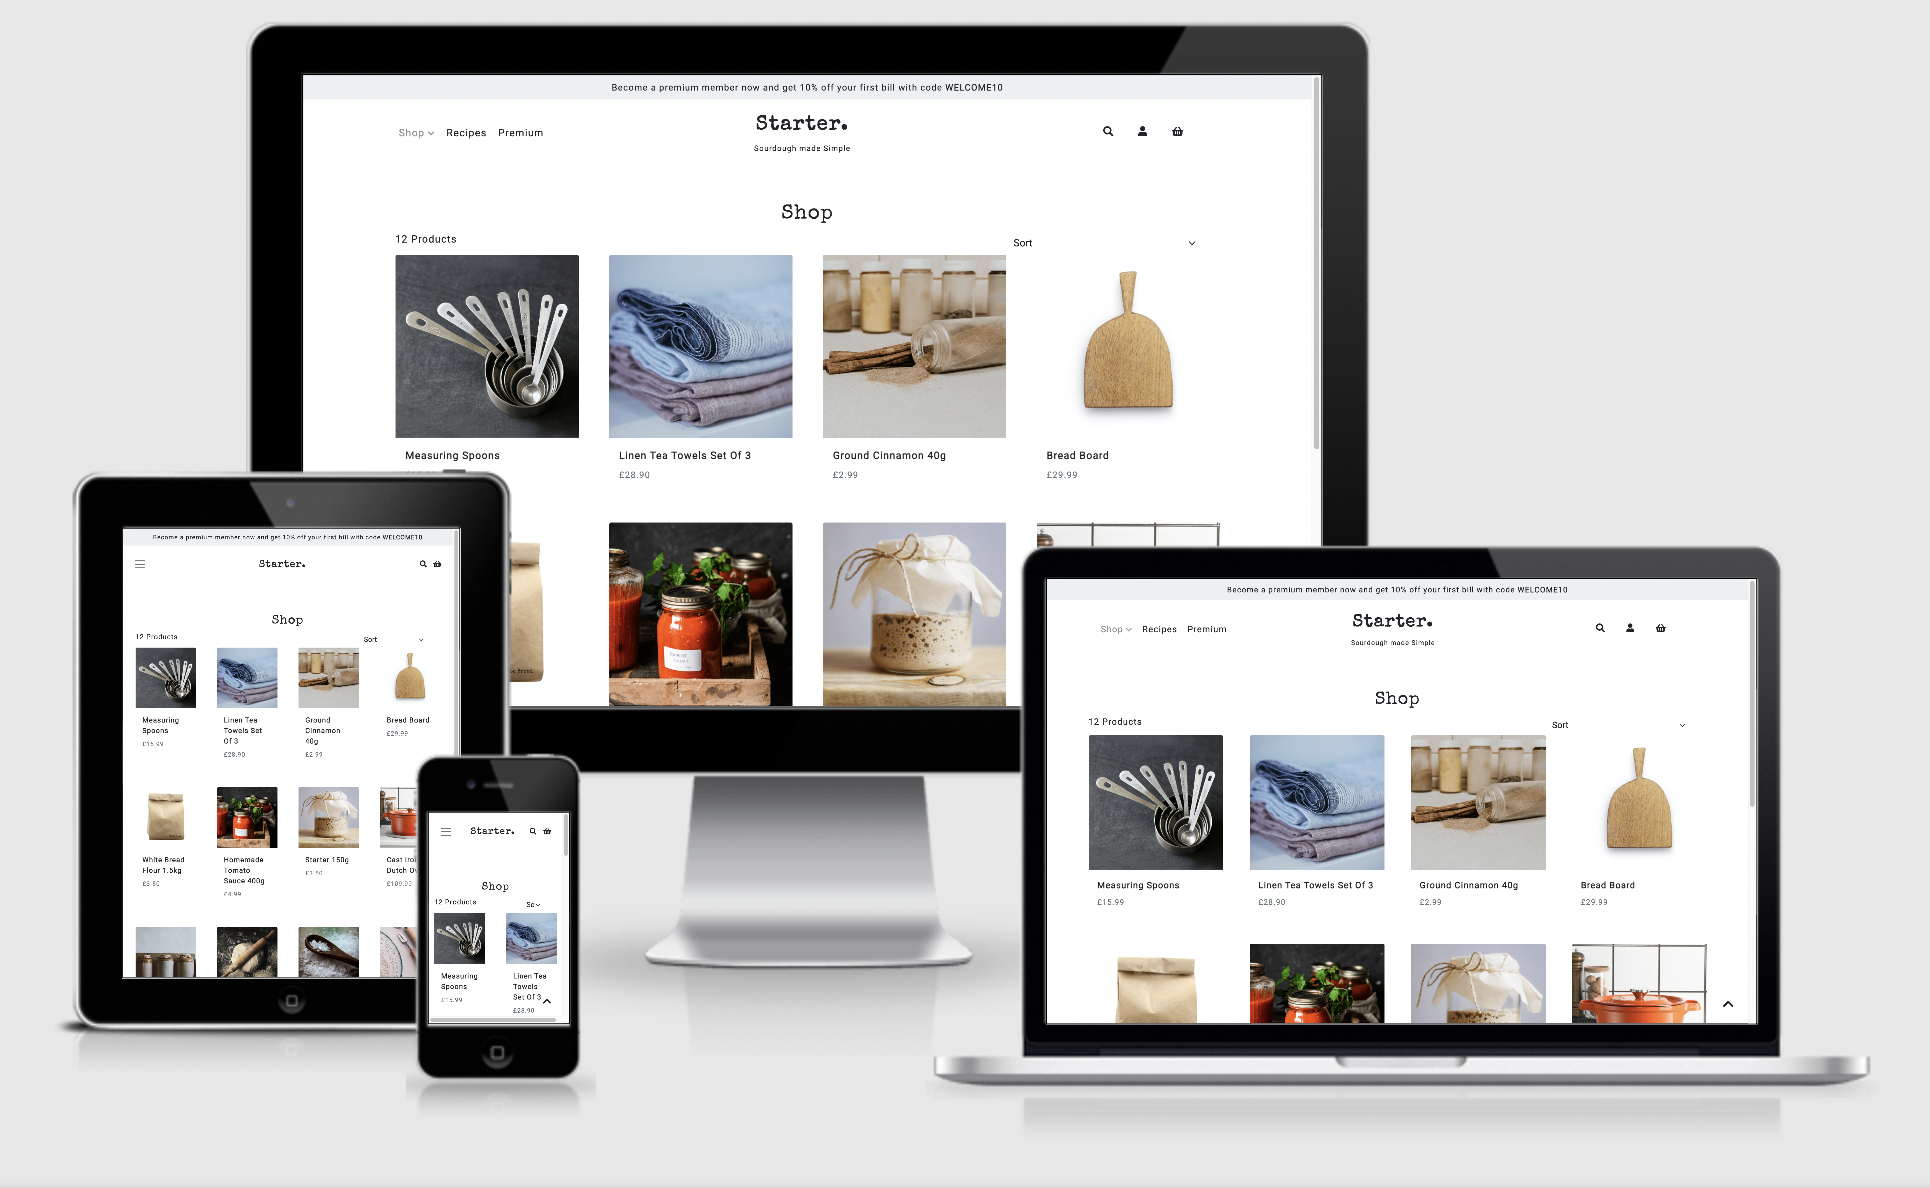 Become a premium member now and get 10% off your first bill with code WELCOME10
Shop Recipes Premium
Starter.
Sourdough made Simple
Shop
12 Products
Sort
Measuring Spoons
Linen Tea Towels Set Of 3
£28.90
Ground Cinnamon 40g
£2.99
Bread Board
£29.99
Become a premium member now and get 10% off your first bill with code WELCOME10
Starter.
Shop
12 Products
Sort
Measuring
Spoons
£15.99
Linen Tea
Towels Set
Of 3
£28.90
Ground
Cinnamon
40g
£2.99
Bread Board
£29.99
White Bread
Flour 1.5kg
£3.50
Homemade
Tomato
Sauce 400g
£4.99
Starter 150g
£3.50
Cast Iro
Dutch Ov
£109.99
Starter.
Shop
12 Products
So
Measuring
Spoons
£15.99
Linen Tea
Towels
Set Of 3
£28.90
Become a premium member now and get 10% off your first bill with code WELCOME10
Shop Recipes Premium
Starter.
Sourdough made Simple
Shop
12 Products
Sort
Measuring Spoons
£15.99
Linen Tea Towels Set Of 3
£28.90
Ground Cinnamon 40g
£2.99
Bread Board
£29.99